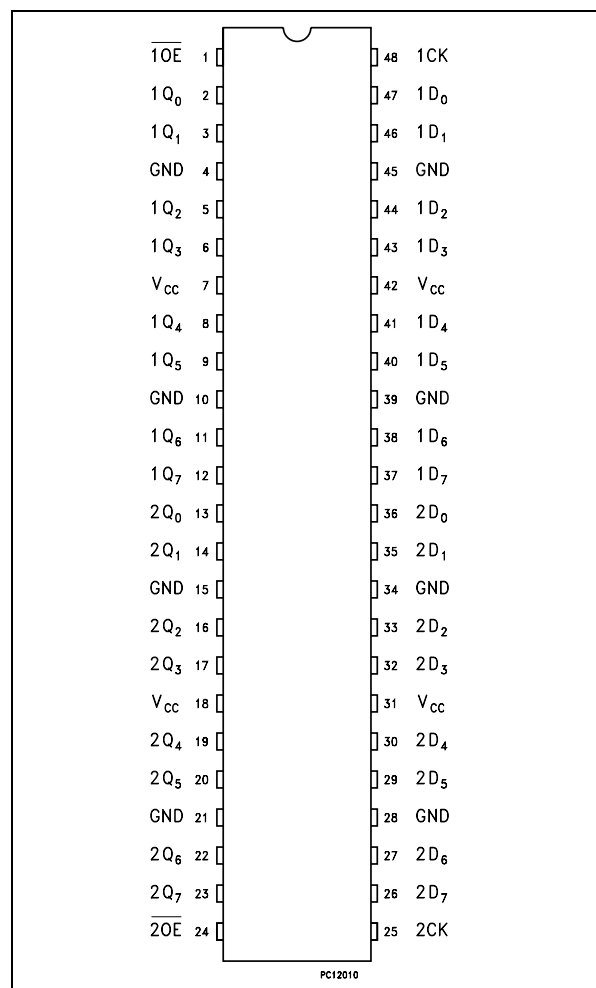 1OE 1 48 1CK
1Q0 2 47 1D0
1Q1 3 46 1D1
GND 4 45 GND
1Q2 5 44 1D2
1Q3 6 43 1D3
VCC 7 42 VCC
1Q4 8 41 1D4
1Q5 9 40 1D5
GND 10 39 GND
1Q6 11 38 1D6
1Q7 12 37 1D7
2Q0 13 36 2D0
2Q1 14 35 2D1
GND 15 34 GND
2Q2 16 33 2D2
2Q3 17 32 2D3
VCC 18 31 VCC
2Q4 19 30 2D4
2Q5 20 29 2D5
GND 21 28 GND
2Q6 22 27 2D6
2Q7 23 26 2D7
2OE 24 25 2CK
PC12010